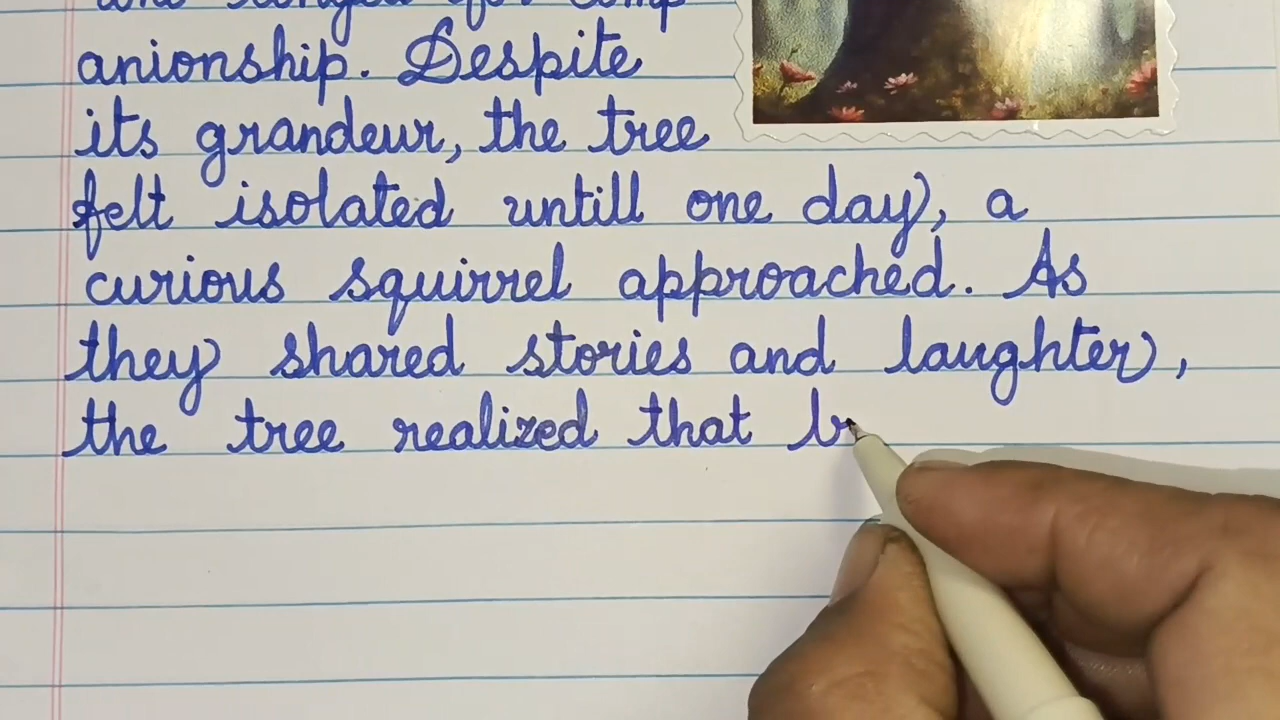 anionship. Despite
its grandeur, the tree
felt isolated untill one day, a
curious squirrel approached. As
they shared stories and laughter,
the tree realized that